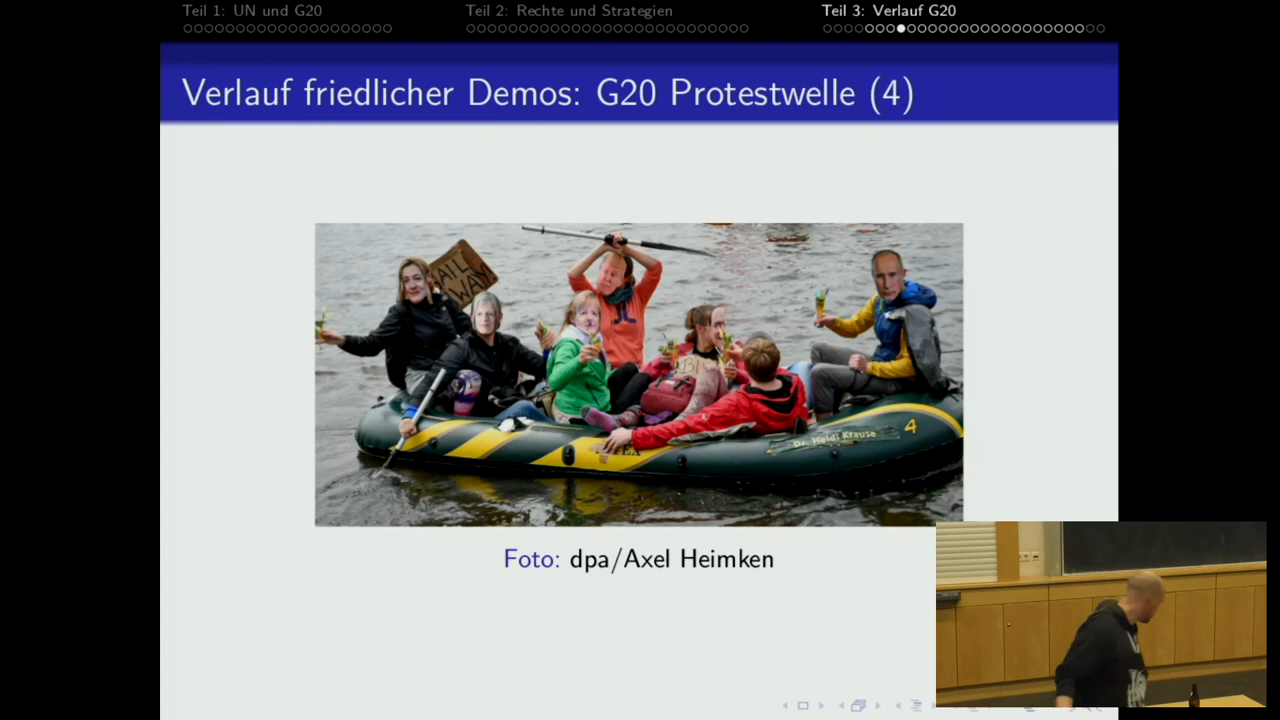 Teil 1: UN und G20
Teil 2: Rechte und Strategien
Teil 3: Verlauf G20
Verlauf friedlicher Demos: G20 Protestwelle (4)
WAY
4
Dr. Heidi Krause
Foto: dpa/Axel Heimken